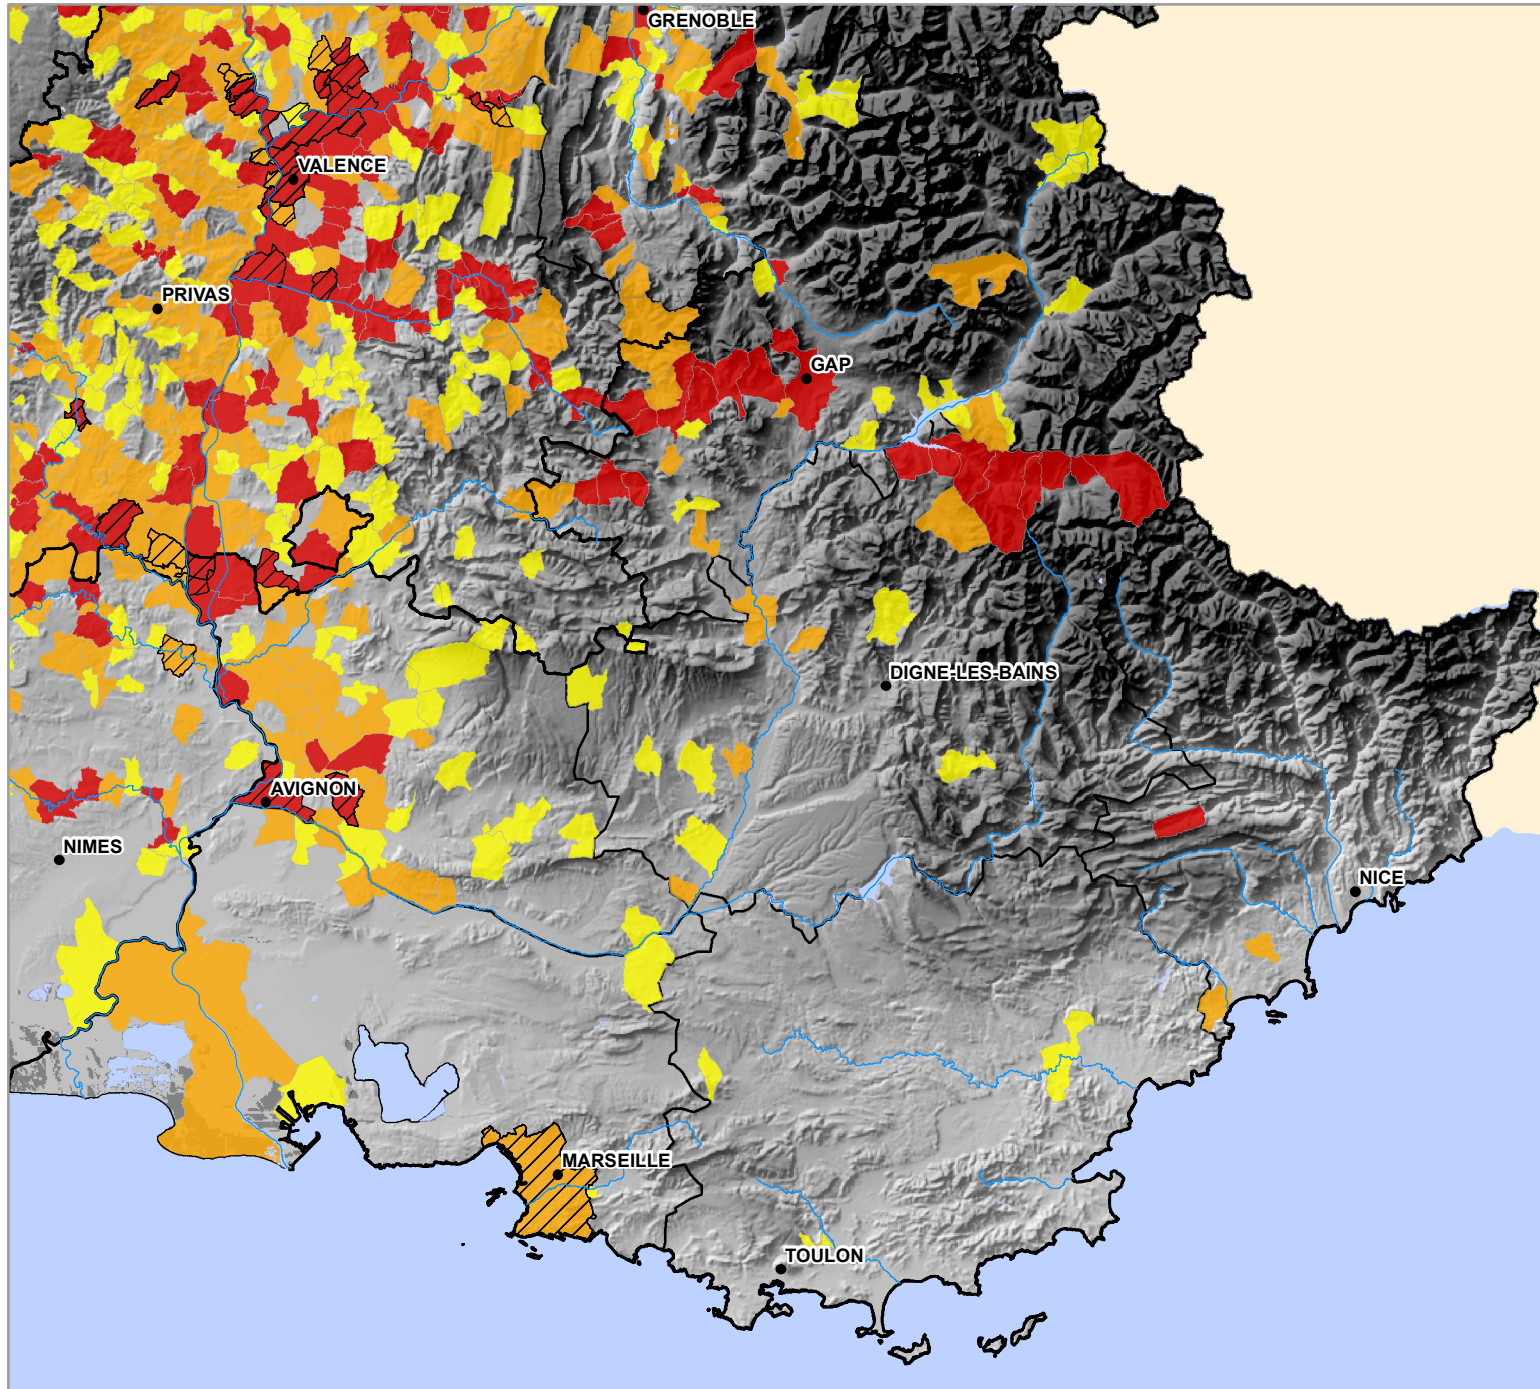 GRENOBLE
VALENCE
PRIVAS
GAP
DIGNE-LES-BAINS
AVIGNON
NIMES
NICE
MARSEILLE
TOULON